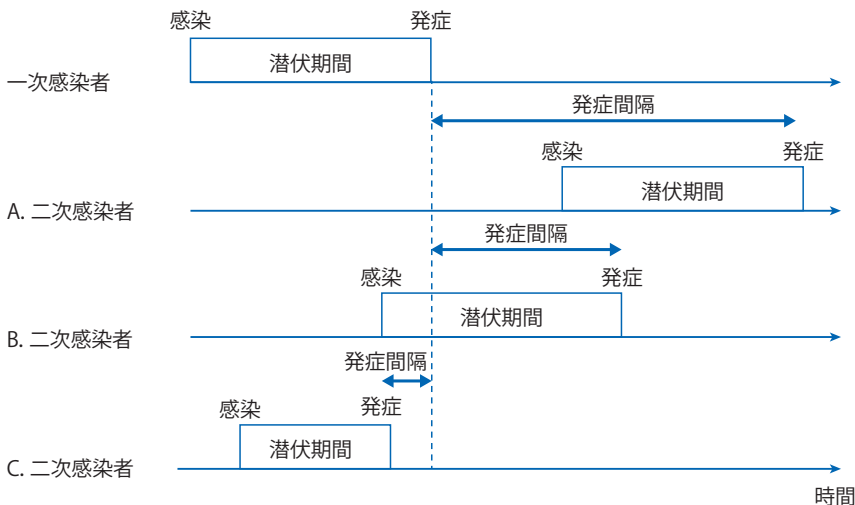 感染
発症
潜伏期間
一次感染者
発症間隔
感染
発症
潜伏期間
A. 二次感染者
発症間隔
感染
発症
潜伏期間
B. 二次感染者
発症間隔
感染
発症
潜伏期間
C. 二次感染者
時間